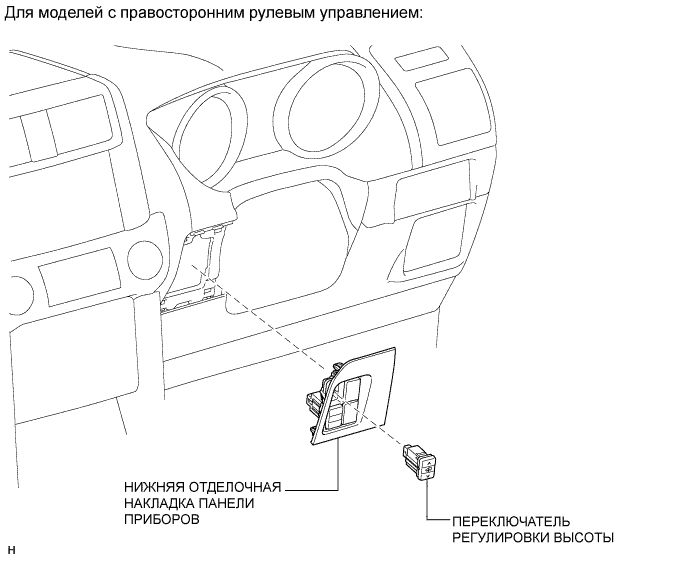 Для моделей с правосторонним рулевым управлением:
НИЖНЯЯ ОТДЕЛОЧНАЯ
НАКЛАДКА ПАНЕЛИ
ПРИБОРОВ
ПЕРЕКЛЮЧАТЕЛЬ
РЕГУЛИРОВКИ ВЫСОТЫ
H